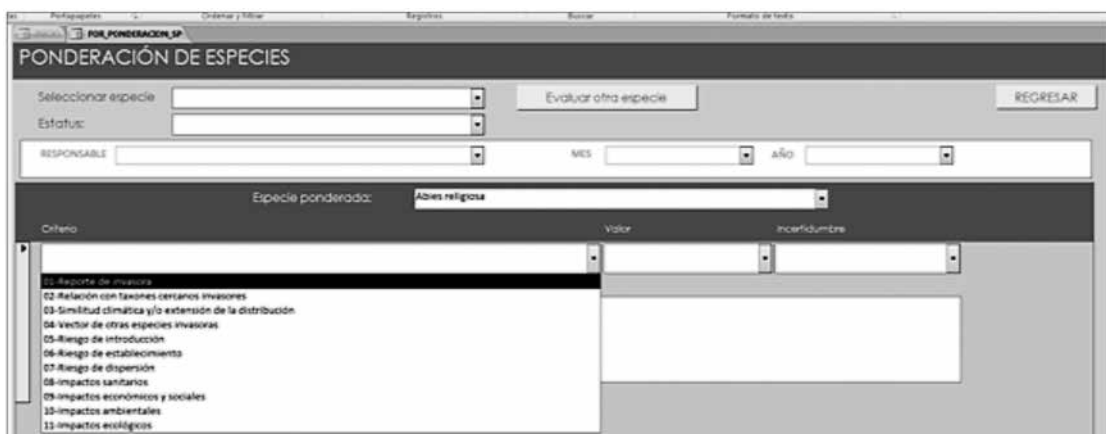 Portapapeles Ordenar y filtrar Registros Buscar Formato de texto
INICIO FOR_PONDERACION_SP
PONDERACIÓN DE ESPECIES
Seleccionar especie Evaluar otra especie REGRESAR
Estatus:
RESPONSABLE MES AÑO
Especie ponderada: Abies religiosa
Criterio Valor Incertidumbre
01-Reporte de invasora
02-Relación con taxones cercanos invasores
03-Similitud climática y/o extensión de la distribución
04-Vector de otras especies invasoras
05-Riesgo de introducción
06-Riesgo de establecimiento
07-Riesgo de dispersión
08-Impactos sanitarios
09-Impactos económicos y sociales
10-Impactos ambientales
11-Impactos ecológicos